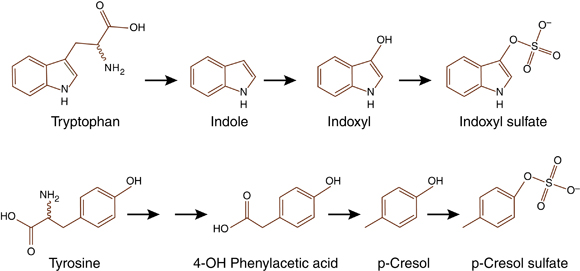 O
OH
NH₂
N
H
Tryptophan
N
H
Indole
OH
N
H
Indoxyl
O
S
O⁻
O
O
N
H
Indoxyl sulfate
NH₂
OH
HO
O
Tyrosine
O
HO
OH
4-OH Phenylacetic acid
OH
p-Cresol
O
S
O⁻
O
O
p-Cresol sulfate